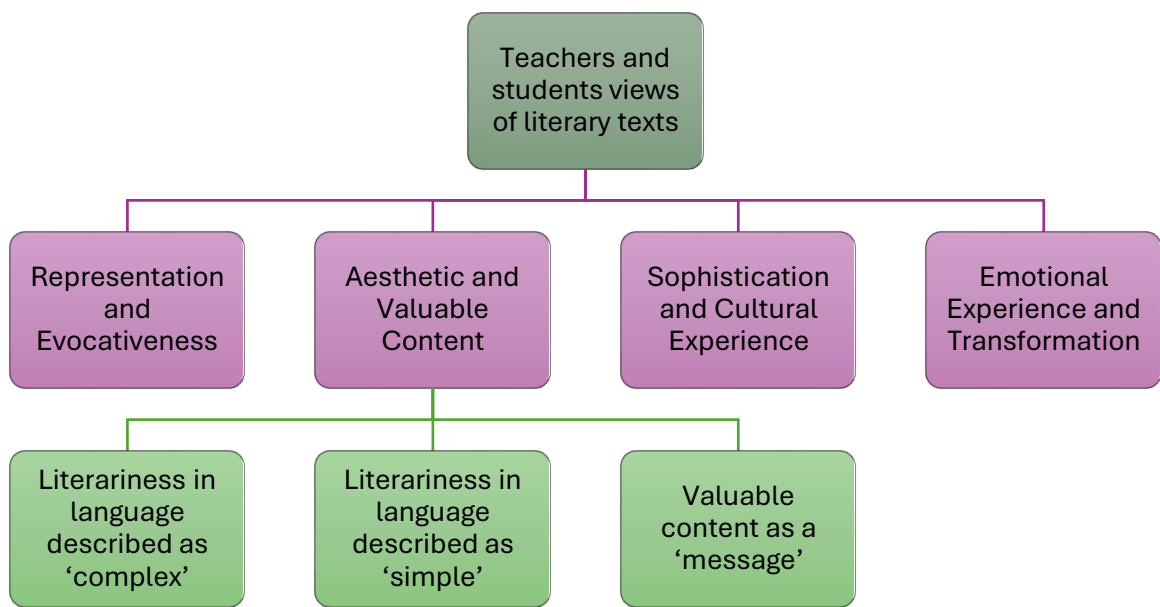 Teachers and
students views
of literary texts
Representation
and
Evocativeness
Aesthetic and
Valuable
Content
Sophistication
and Cultural
Experience
Emotional
Experience and
Transformation
Literariness in
language
described as
‘complex’
Literariness in
language
described as
‘simple’
Valuable
content as a
‘message’